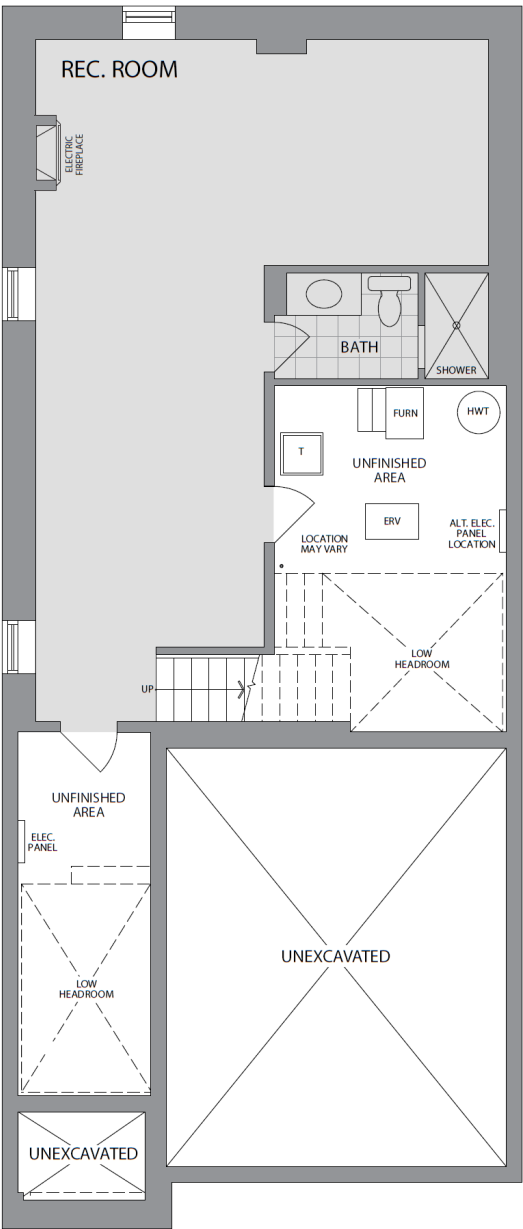 REC. ROOM
ELECTRIC
FIREPLACE
BATH
SHOWER
FURN
HWT
T
UNFINISHED
AREA
ERV
ALT. ELEC.
PANEL
LOCATION
LOCATION
MAY VARY
LOW
HEADROOM
UP
UNFINISHED
AREA
ELEC.
PANEL
UNEXCAVATED
LOW
HEADROOM
UNEXCAVATED